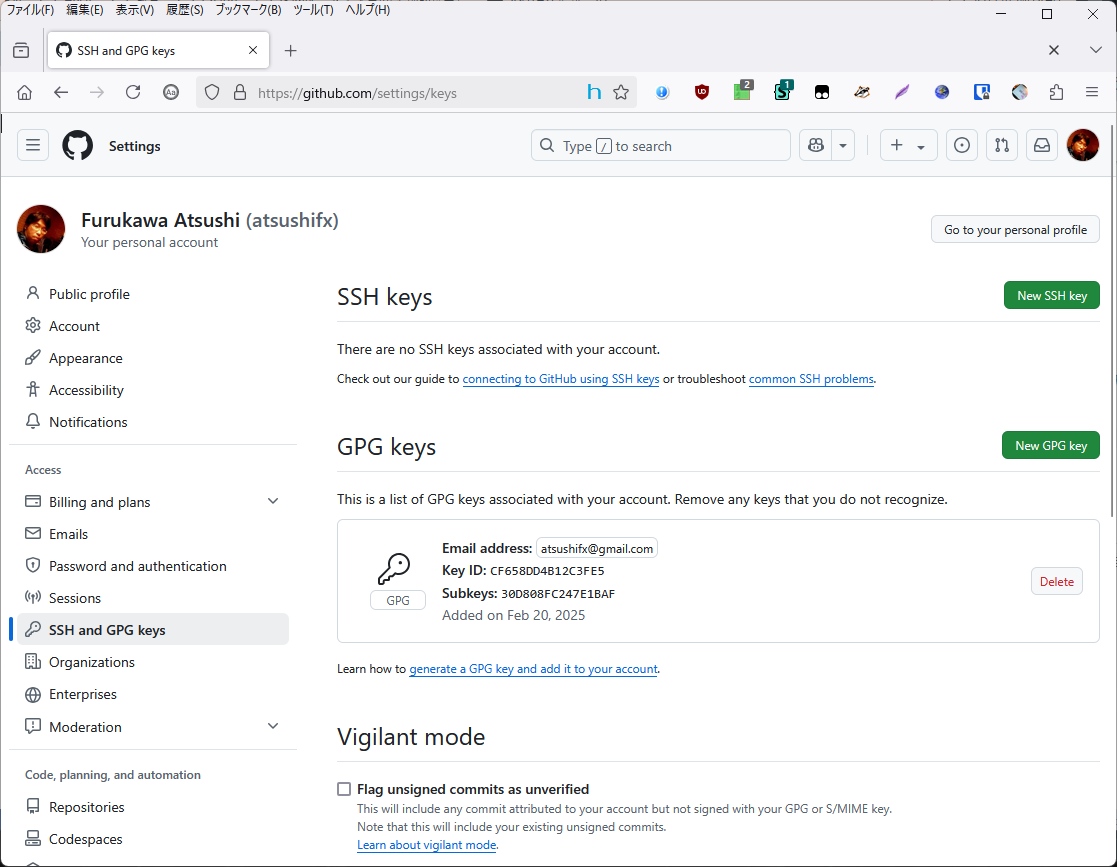 ファイル(F) 編集(E) 表示(V) 履歴(S) ブックマーク(B) ツール(T) ヘルプ(H)
SSH and GPG keys
https://github.com/settings/keys
2
1
Settings
Type / to search
Furukawa Atsushi (atsushifx)
Your personal account
Go to your personal profile
Public profile
Account
Appearance
Accessibility
Notifications
Access
Billing and plans
Emails
Password and authentication
Sessions
SSH and GPG keys
Organizations
Enterprises
Moderation
Code, planning, and automation
Repositories
Codespaces
SSH keys
New SSH key
There are no SSH keys associated with your account.
Check out our guide to connecting to GitHub using SSH keys or troubleshoot common SSH problems.
GPG keys
New GPG key
This is a list of GPG keys associated with your account. Remove any keys that you do not recognize.
GPG
Email address: atsushifx@gmail.com
Key ID: CF658DD4B12C3FE5
Subkeys: 30D808FC247E1BAF
Added on Feb 20, 2025
Delete
Learn how to generate a GPG key and add it to your account.
Vigilant mode
Flag unsigned commits as unverified
This will include any commit attributed to your account but not signed with your GPG or S/MIME key.
Note that this will include your existing unsigned commits.
Learn about vigilant mode.